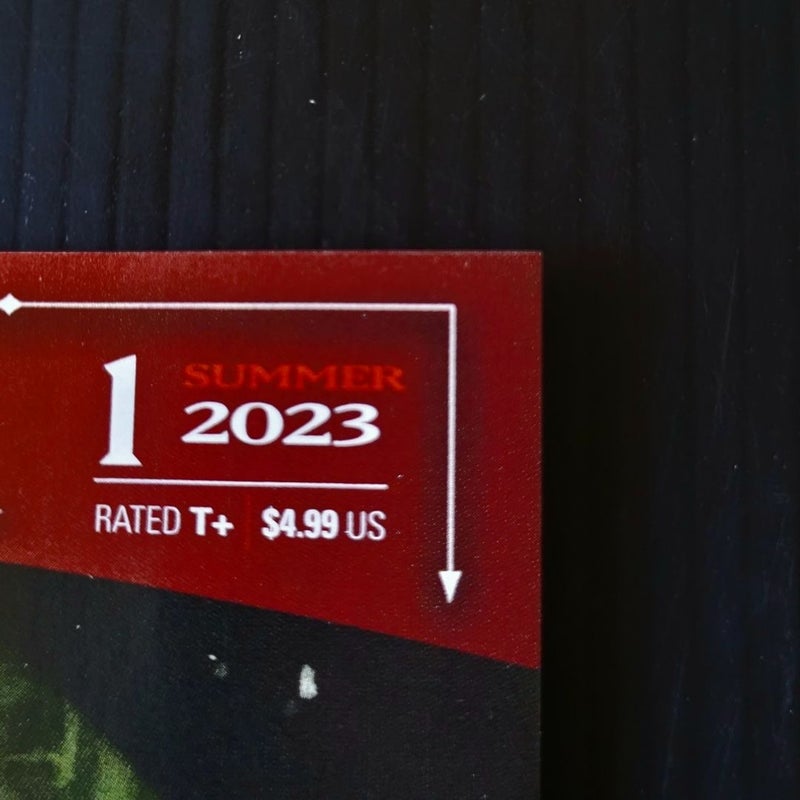 1 SUMMER
2023
RATED T+ $4.99 US